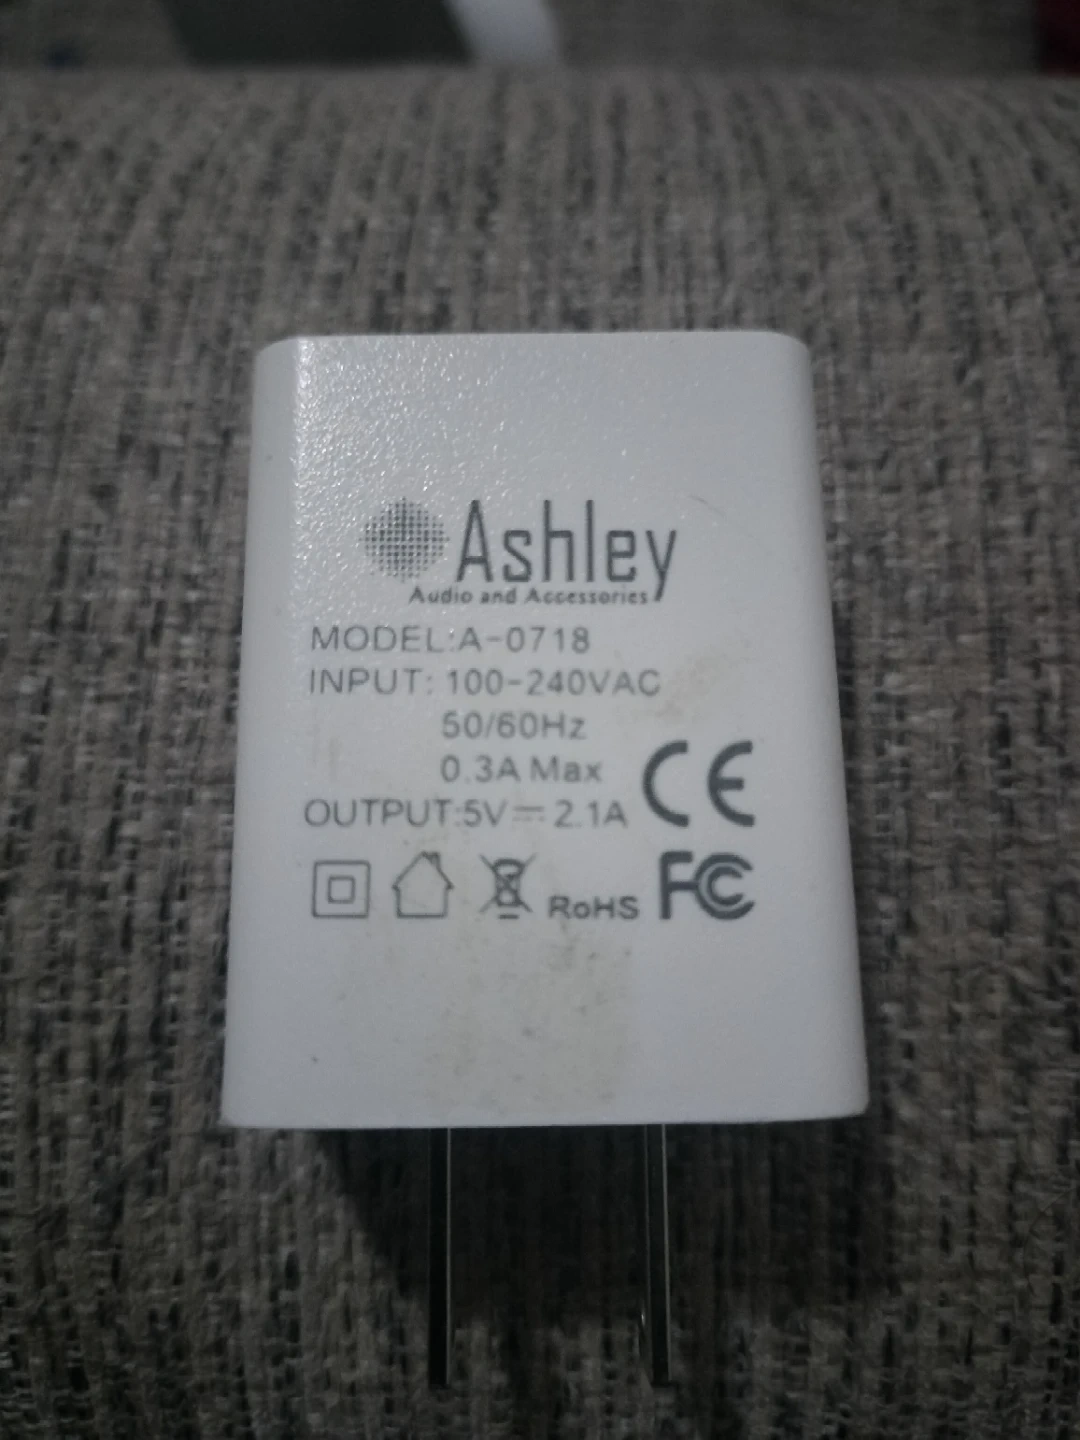 Ashley
Audio and Accessories
MODEL:A-0718
INPUT: 100-240VAC
50/60Hz
0.3A Max
OUTPUT:5V⎓2.1A
CE
RoHS
FC